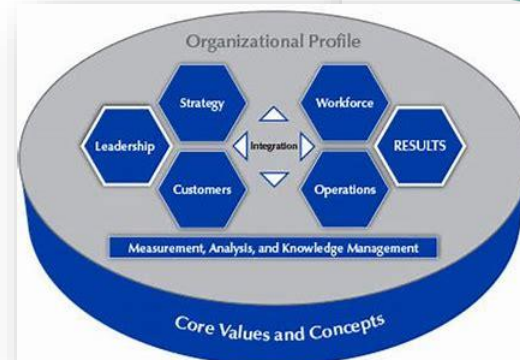 Organizational Profile
Strategy
Workforce
Leadership
Integration
RESULTS
Customers
Operations
Measurement, Analysis, and Knowledge Management
Core Values and Concepts